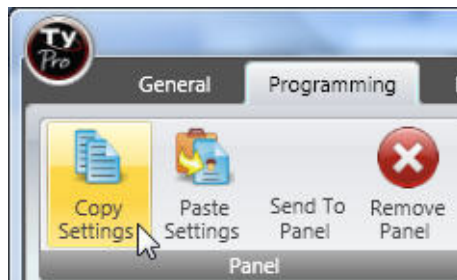 Ty
Pro
General Programming
Copy Settings
Paste Settings
Send To Panel
Remove Panel
Panel